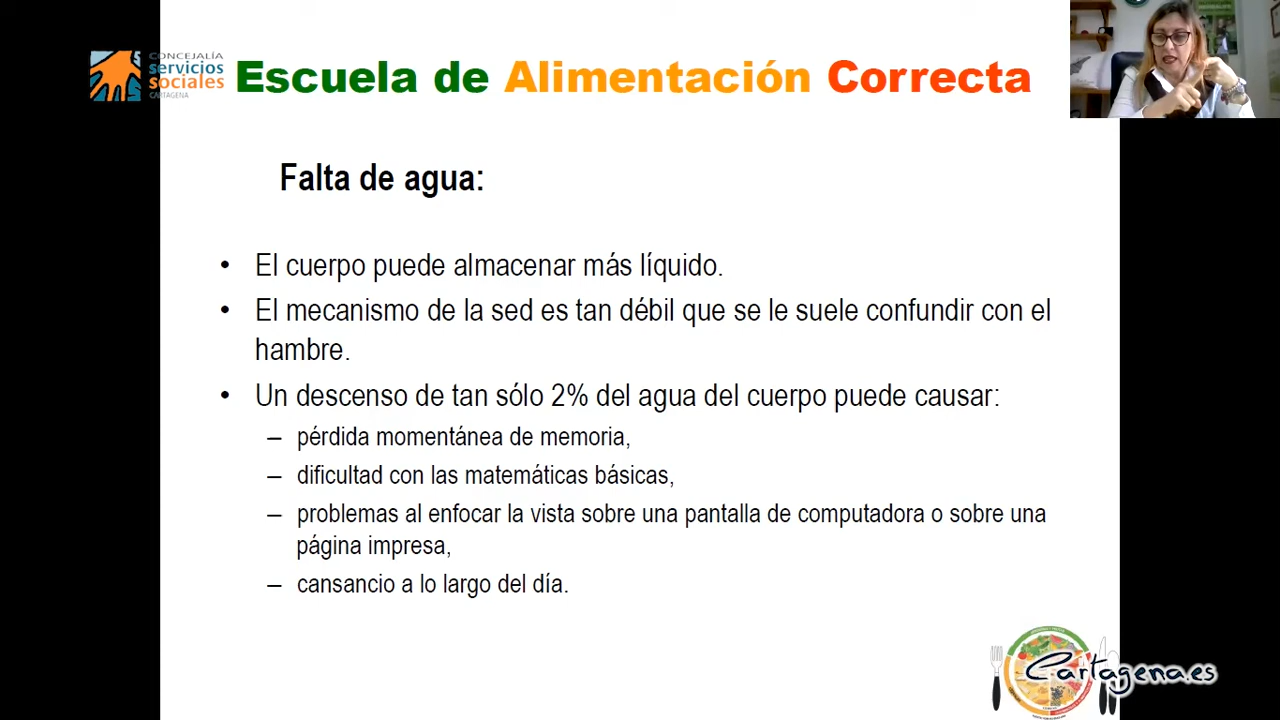 CONCEJALÍA
servicios
sociales
CARTAGENA
Escuela de Alimentación Correcta
Falta de agua:
• El cuerpo puede almacenar más líquido.
• El mecanismo de la sed es tan débil que se le suele confundir con el
hambre.
• Un descenso de tan sólo 2% del agua del cuerpo puede causar:
– pérdida momentánea de memoria,
– dificultad con las matemáticas básicas,
– problemas al enfocar la vista sobre una pantalla de computadora o sobre una
página impresa,
– cansancio a lo largo del día.
Cartagena.es